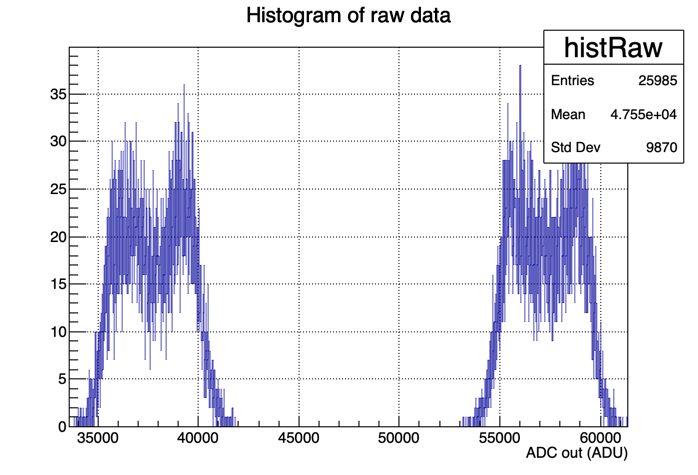 Histogram of raw data
histRaw
Entries 25985
Mean 4.755e+04
Std Dev 9870
35
30
25
20
15
10
5
0
35000 40000 45000 50000 55000 60000
ADC out (ADU)